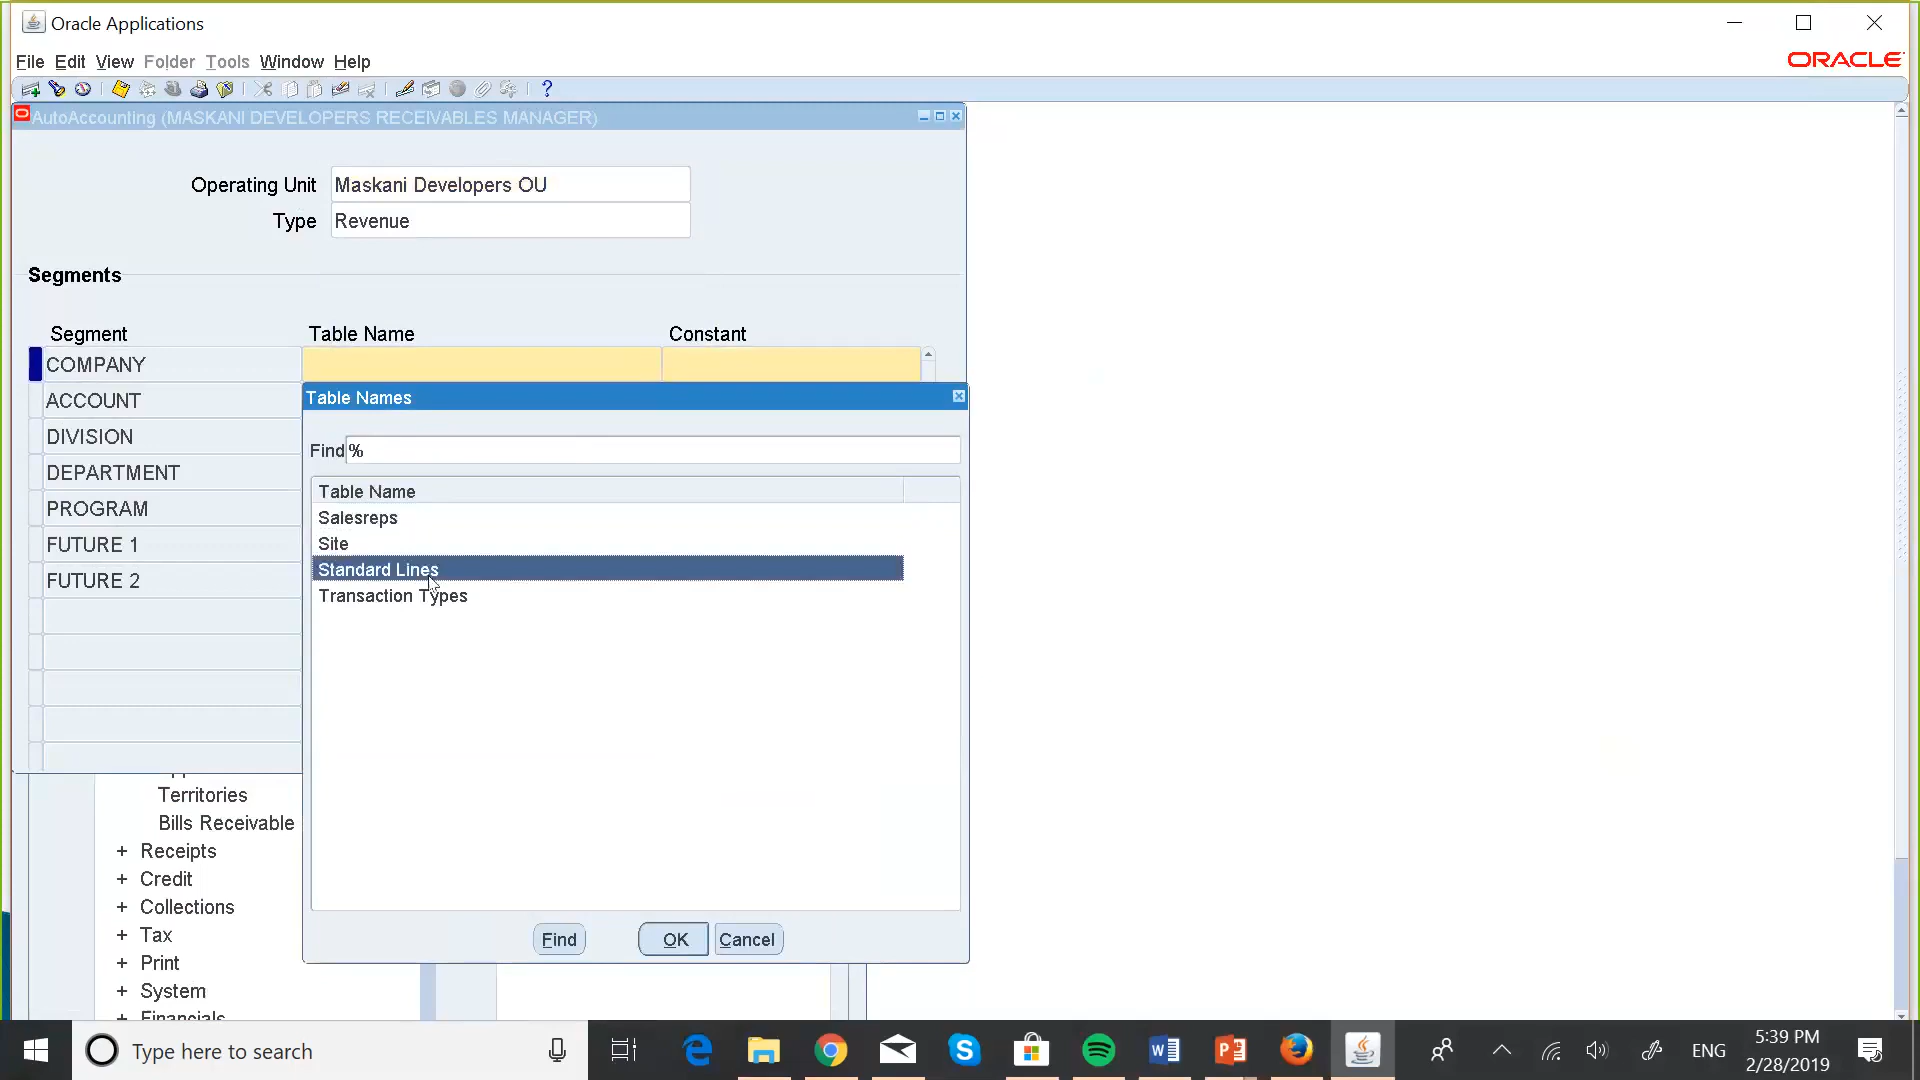 Oracle Applications
File Edit View Folder Tools Window Help
ORACLE
AutoAccounting (MASKANI DEVELOPERS RECEIVABLES MANAGER)
Operating Unit Maskani Developers OU
Type Revenue
Segments
Segment Table Name Constant
COMPANY
ACCOUNT
DIVISION
DEPARTMENT
PROGRAM
FUTURE 1
FUTURE 2
Table Names
Find %
Table Name
Salesreps
Site
Standard Lines
Transaction Types
Find OK Cancel
Territories
Bills Receivable
+ Receipts
+ Credit
+ Collections
+ Tax
+ Print
+ System
+ Financials
Type here to search
ENG
5:39 PM
2/28/2019